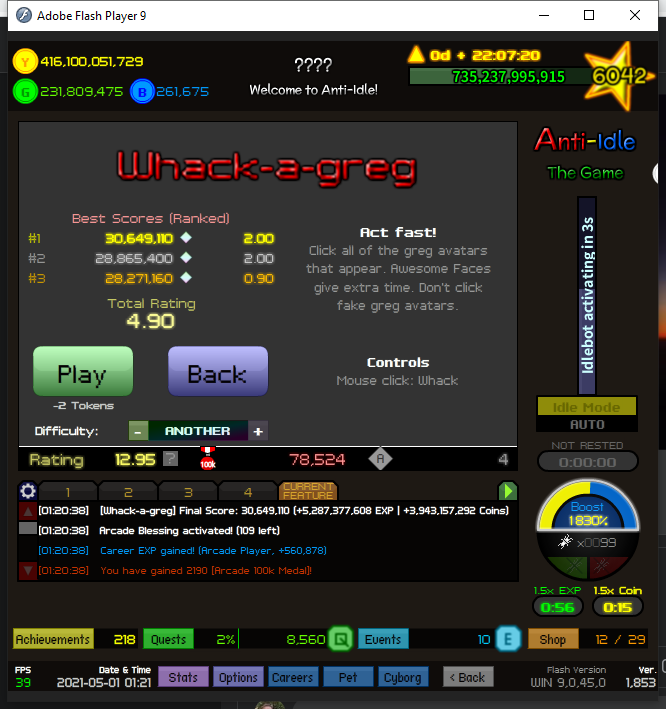 Adobe Flash Player 9
Y 416,100,051,729
G 231,809,475 B 261,675
????
Welcome to Anti-Idle!
0d + 22:07:20
735,237,995,915
6042
Anti-Idle
The Game
Whack-a-greg
Best Scores (Ranked)
#1 30,649,110 2.00
#2 28,865,400 2.00
#3 28,271,160 0.90
Total Rating
4.90
Act fast!
Click all of the greg avatars
that appear. Awesome Faces
give extra time. Don't click
fake greg avatars.
Controls
Mouse click: Whack
Play
Back
-2 Tokens
Difficulty: - ANOTHER +
Rating 12.95 ? 100k 78,524 A 4
Idlebot activating in 3s
Idle Mode
AUTO
NOT RESTED
0:00:00
Boost
1830%
x0099
1.5x EXP 1.5x Coin
0:56 0:15
1 2 3 4 CURRENT FEATURE
[01:20:38] [Whack-a-greg] Final Score: 30,649,110 (+5,287,377,608 EXP | +3,943,157,292 Coins)
[01:20:38] Arcade Blessing activated! (109 left)
[01:20:38] Career EXP gained! (Arcade Player, +560,878)
[01:20:38] You have gained 2190 [Arcade 100k Medal]!
Achievements 218 Quests 2% 8,560 Q Events 10 E Shop 12 / 29
FPS
39
Date & Time
2021-05-01 01:21
Stats Options Careers Pet Cyborg < Back
Flash Version
WIN 9,0,45,0
Ver.
1,853